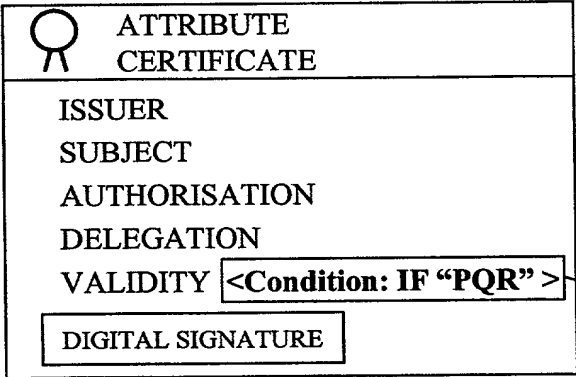 ATTRIBUTE
CERTIFICATE
ISSUER
SUBJECT
AUTHORISATION
DELEGATION
VALIDITY <Condition: IF “PQR” >
DIGITAL SIGNATURE